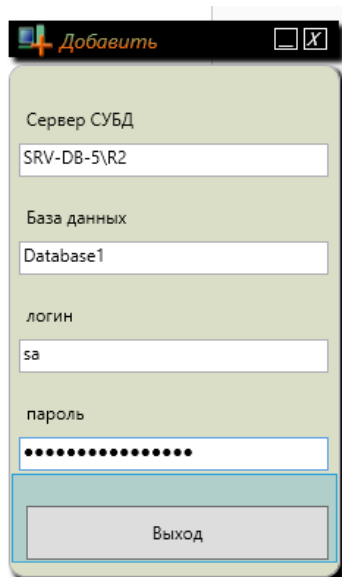 Добавить
Сервер СУБД
SRV-DB-5\R2
База данных
Database1
логин
sa
пароль
••••••••••••••••
Выход